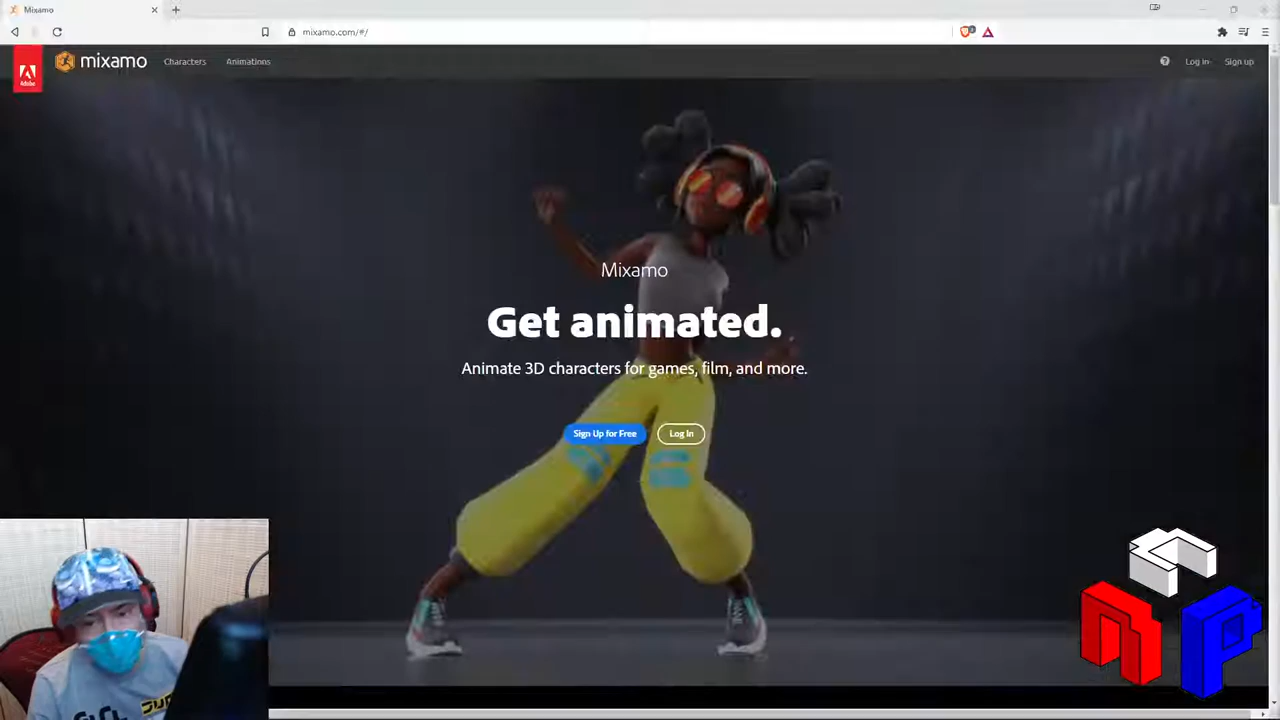 Mixamo
mixamo.com/#/
Adobe
mixamo
Characters
Animations
Log in
Sign up
Mixamo
Get animated.
Animate 3D characters for games, film, and more.
Sign Up for Free
Log In